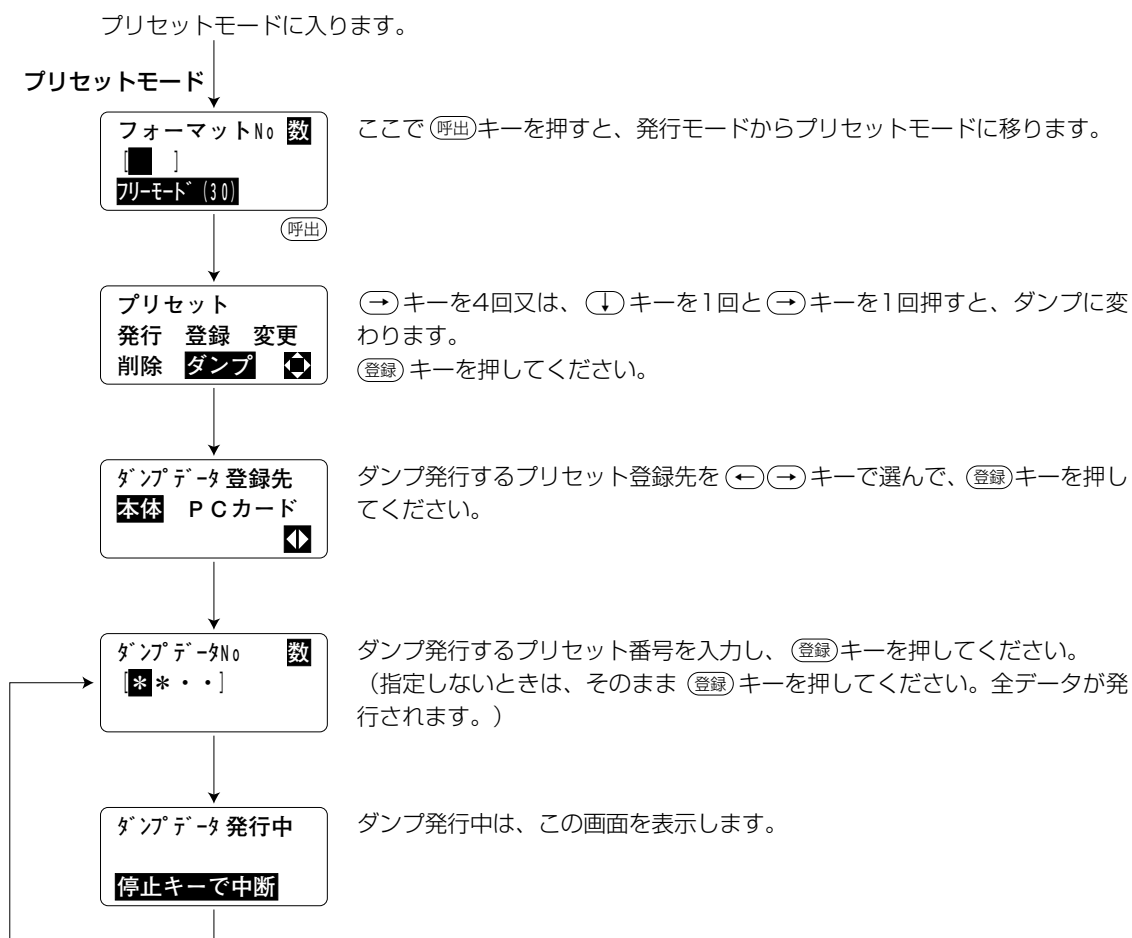 プリセットモードに入ります。
プリセットモード
フォーマットNo 数
[ ]
ﾌﾘｰﾓｰﾄﾞ(30)
ここで 呼出 キーを押すと、発行モードからプリセットモードに移ります。
呼出
プリセット
発行 登録 変更
削除 ダンプ
→ キーを4回又は、 ↓ キーを1回と → キーを1回押すと、ダンプに変
わります。
登録 キーを押してください。
ﾀﾞﾝﾌﾟﾃﾞｰﾀ 登録先
本体 ＰＣカード
ダンプ発行するプリセット登録先を ← → キーで選んで、 登録 キーを押し
てください。
ﾀﾞﾝﾌﾟﾃﾞｰﾀNo 数
[＊＊・・]
ダンプ発行するプリセット番号を入力し、 登録 キーを押してください。
（指定しないときは、そのまま 登録 キーを押してください。全データが発
行されます。）
ﾀﾞﾝﾌﾟﾃﾞｰﾀ 発行中
停止キーで中断
ダンプ発行中は、この画面を表示します。